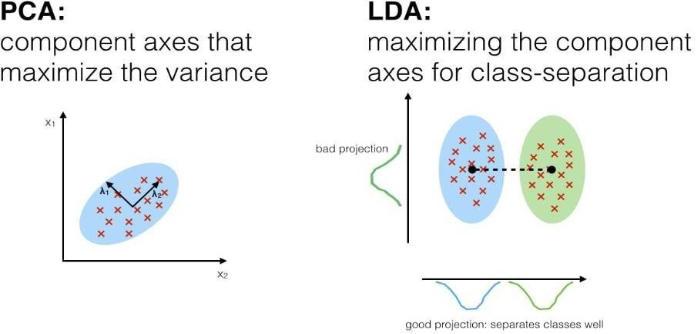 PCA:
component axes that
maximize the variance
x1
λ1
λ2
x2
LDA:
maximizing the component
axes for class-separation
bad projection
good projection: separates classes well